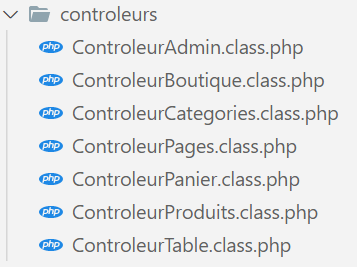 controleurs
php ControleurAdmin.class.php
php ControleurBoutique.class.php
php ControleurCategories.class.php
php ControleurPages.class.php
php ControleurPanier.class.php
php ControleurProduits.class.php
php ControleurTable.class.php